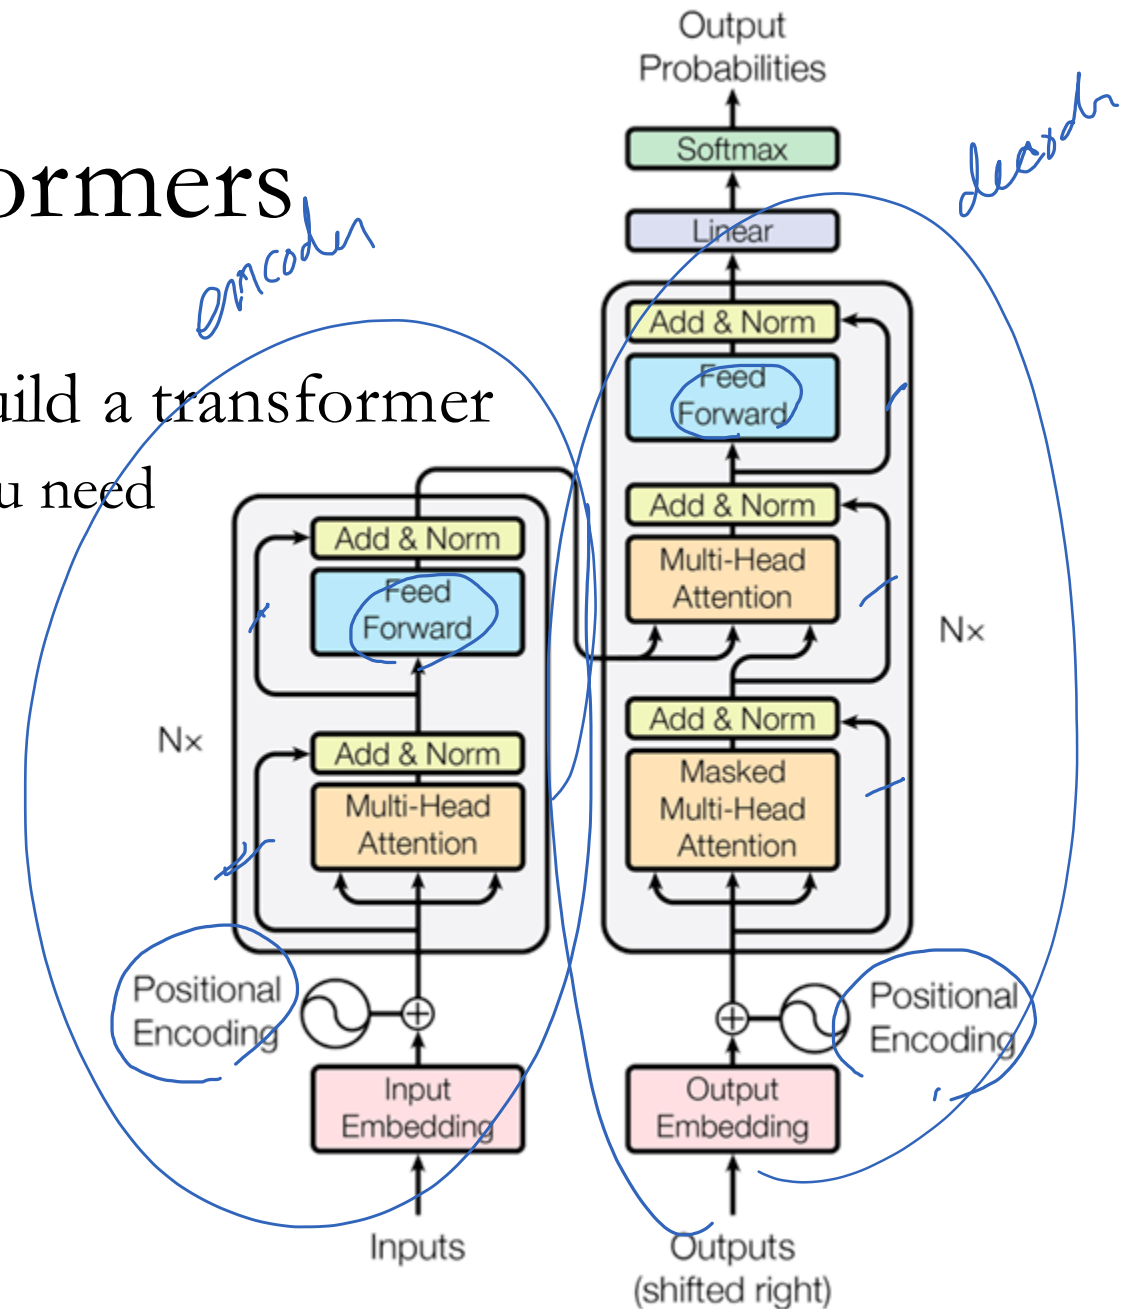 Output
Probabilities
Softmax
decoder
ormers
Linear
encoder
Add & Norm
Feed
Forward
uild a transformer
u need
Add & Norm
Multi-Head
Attention
Nx
Add & Norm
Masked
Multi-Head
Attention
Add & Norm
Feed
Forward
Nx
Add & Norm
Multi-Head
Attention
Positional
Encoding
Positional
Encoding
Input
Embedding
Output
Embedding
Inputs
Outputs
(shifted right)